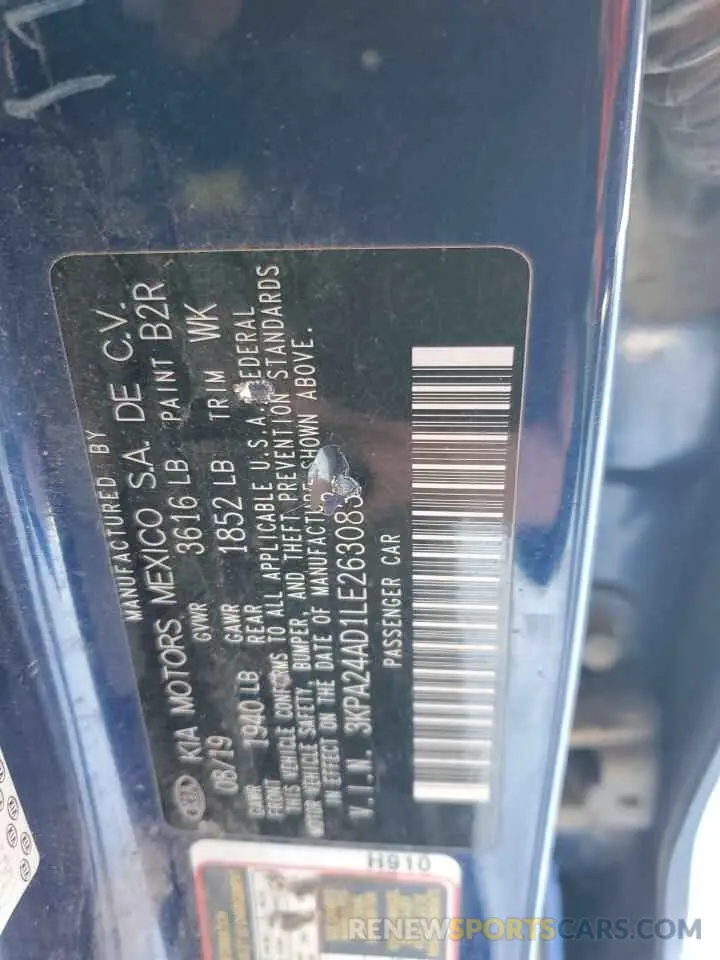 MANUFACTURED BY
KIA KIA MOTORS MEXICO S.A. DE C.V.
08/19 GVWR 3616 LB PAINT B2R
GAWR FRONT 1940 LB GAWR REAR 1852 LB TRIM WK
THIS VEHICLE CONFORMS TO ALL APPLICABLE U.S.A. FEDERAL
MOTOR VEHICLE SAFETY, BUMPER AND THEFT PREVENTION STANDARDS
IN EFFECT ON THE DATE OF MANUFACTURE SHOWN ABOVE.
V.I.N. 3KPA24AD1LE263083
PASSENGER CAR
H910
RENEWSPORTSCARS.COM